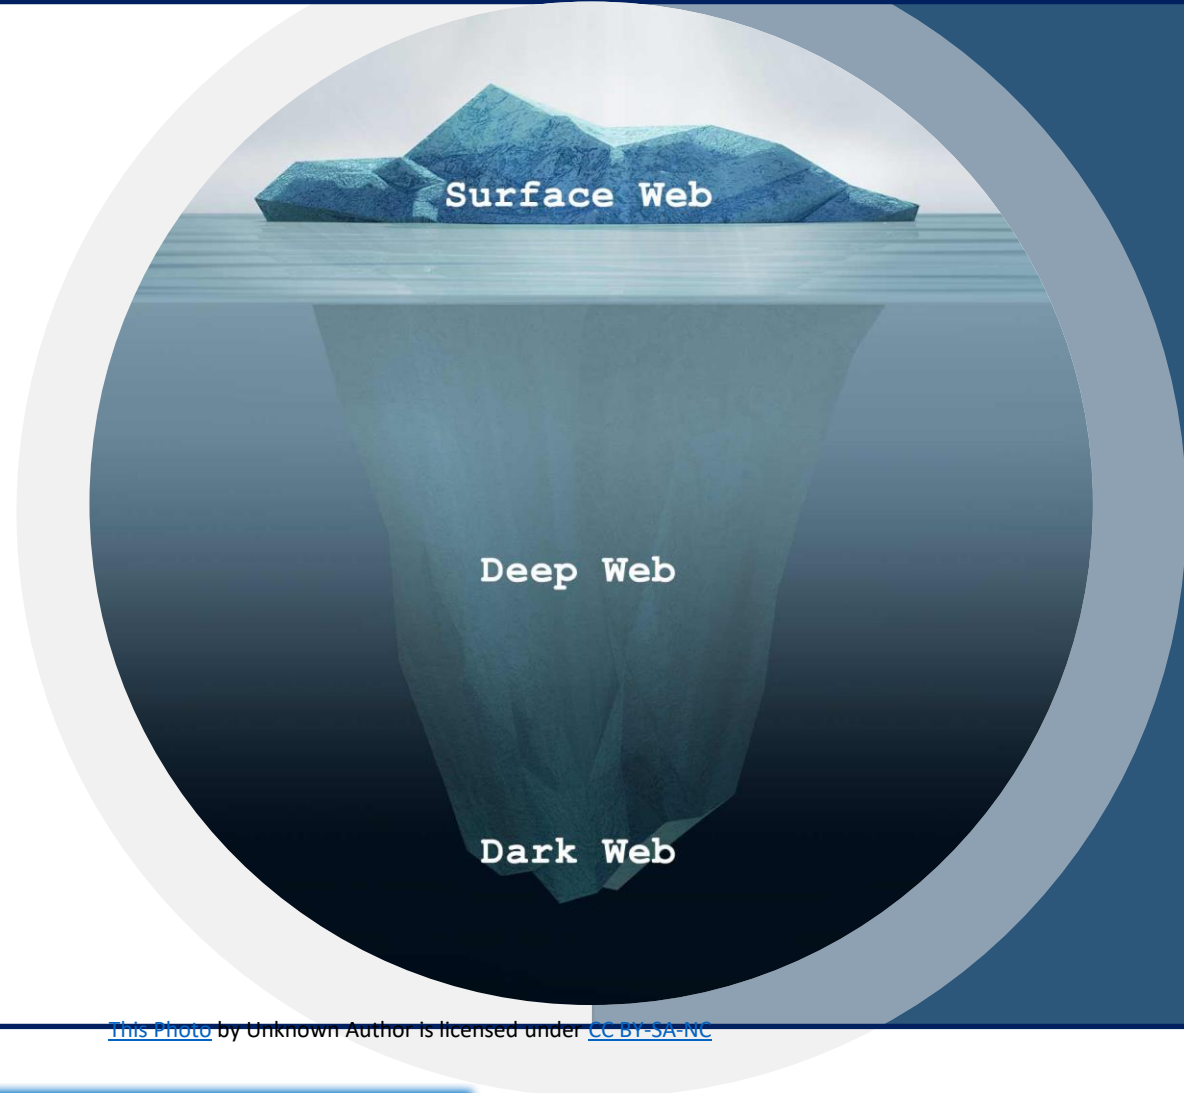 Surface Web
Deep Web
Dark Web
This Photo by Unknown Author is licensed under CC BY-SA-NC